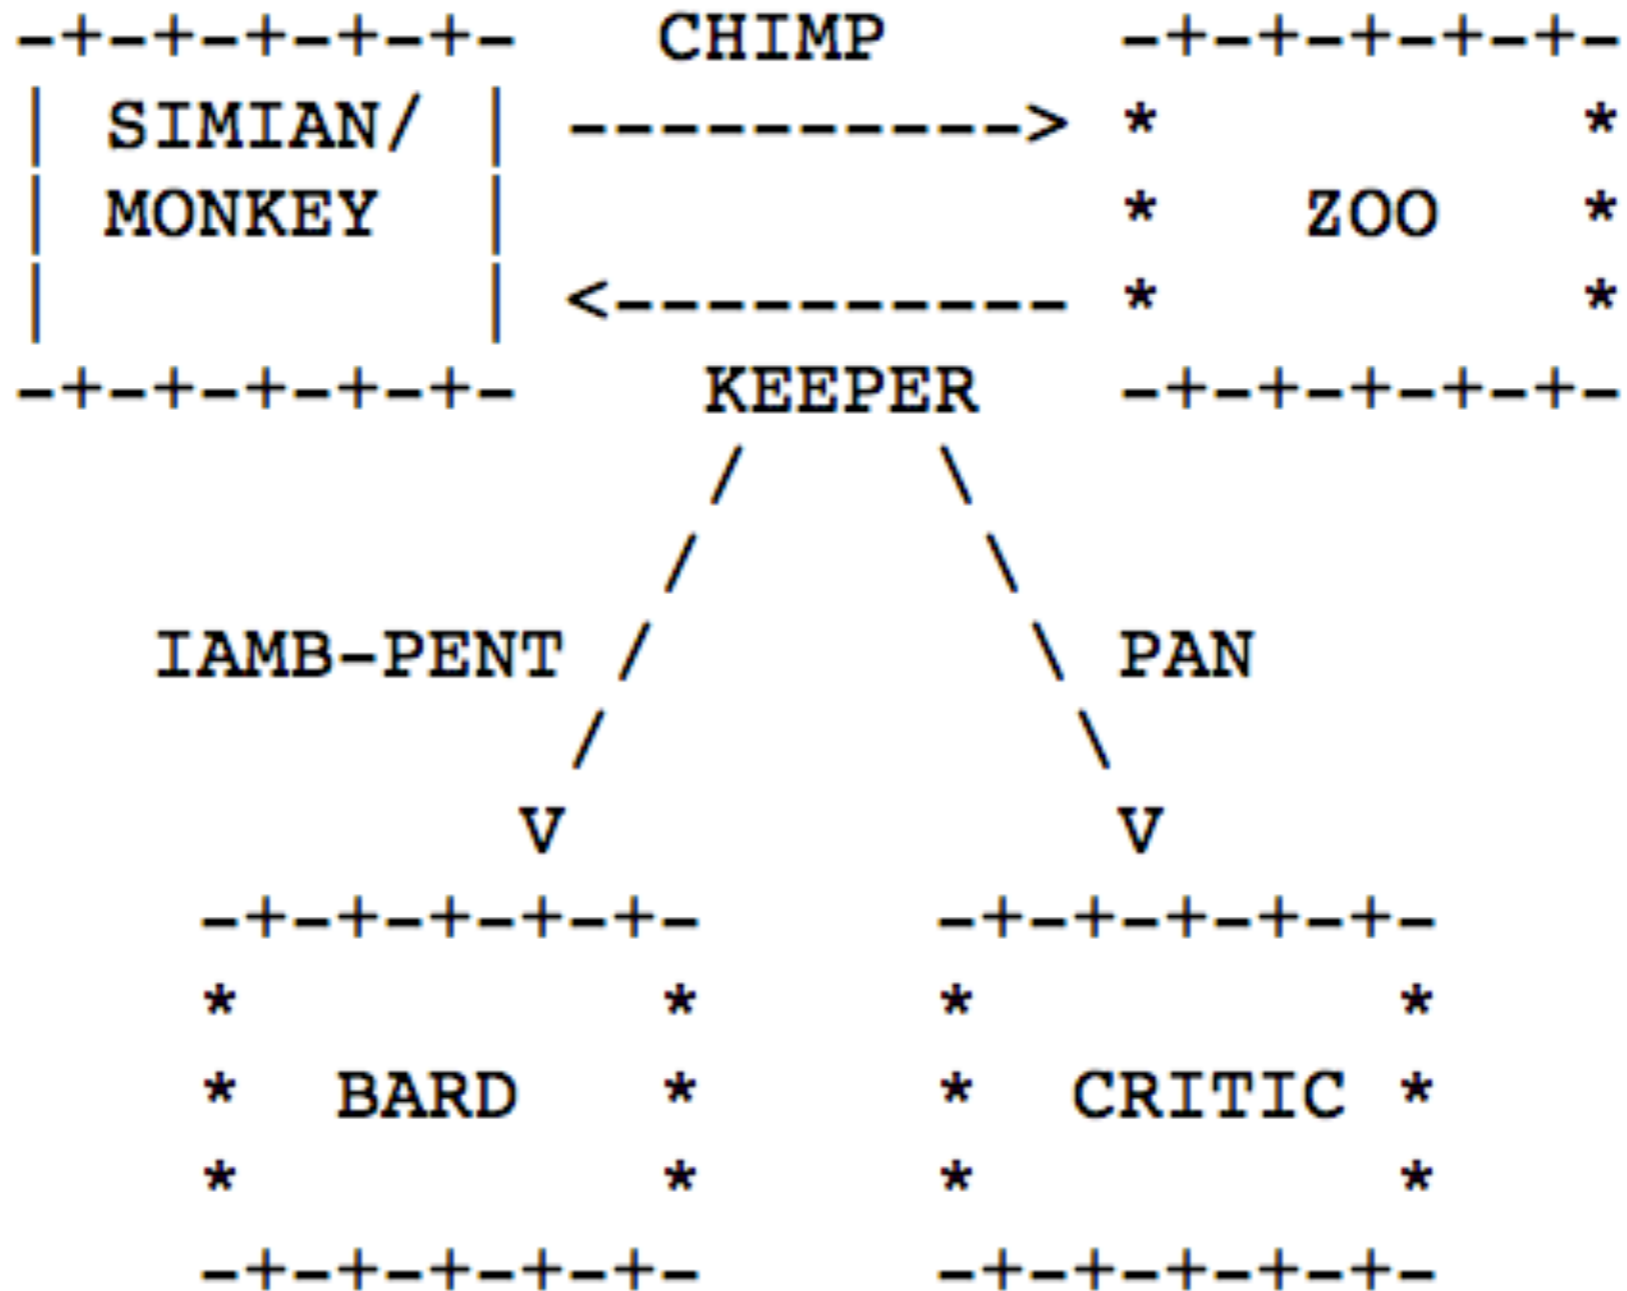 CHIMP
SIMIAN/
MONKEY
ZOO
KEEPER
IAMB-PENT
PAN
V V
BARD
CRITIC